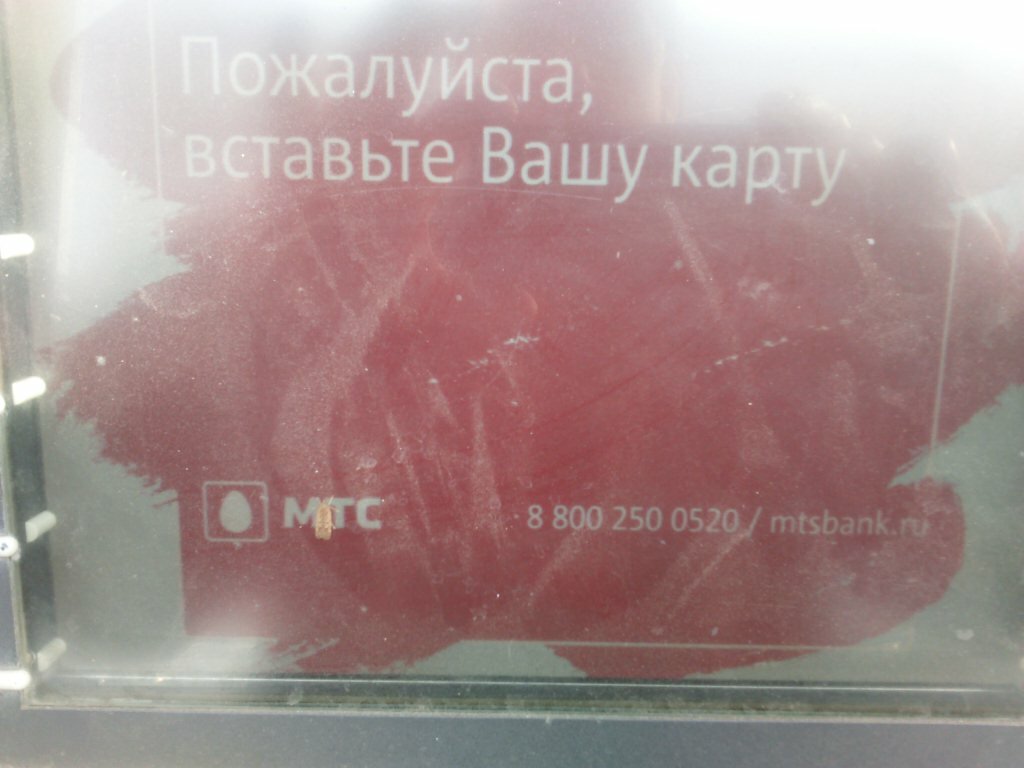 Пожалуйста,
вставьте Вашу карту
МТС
8 800 250 0520 / mtsbank.ru